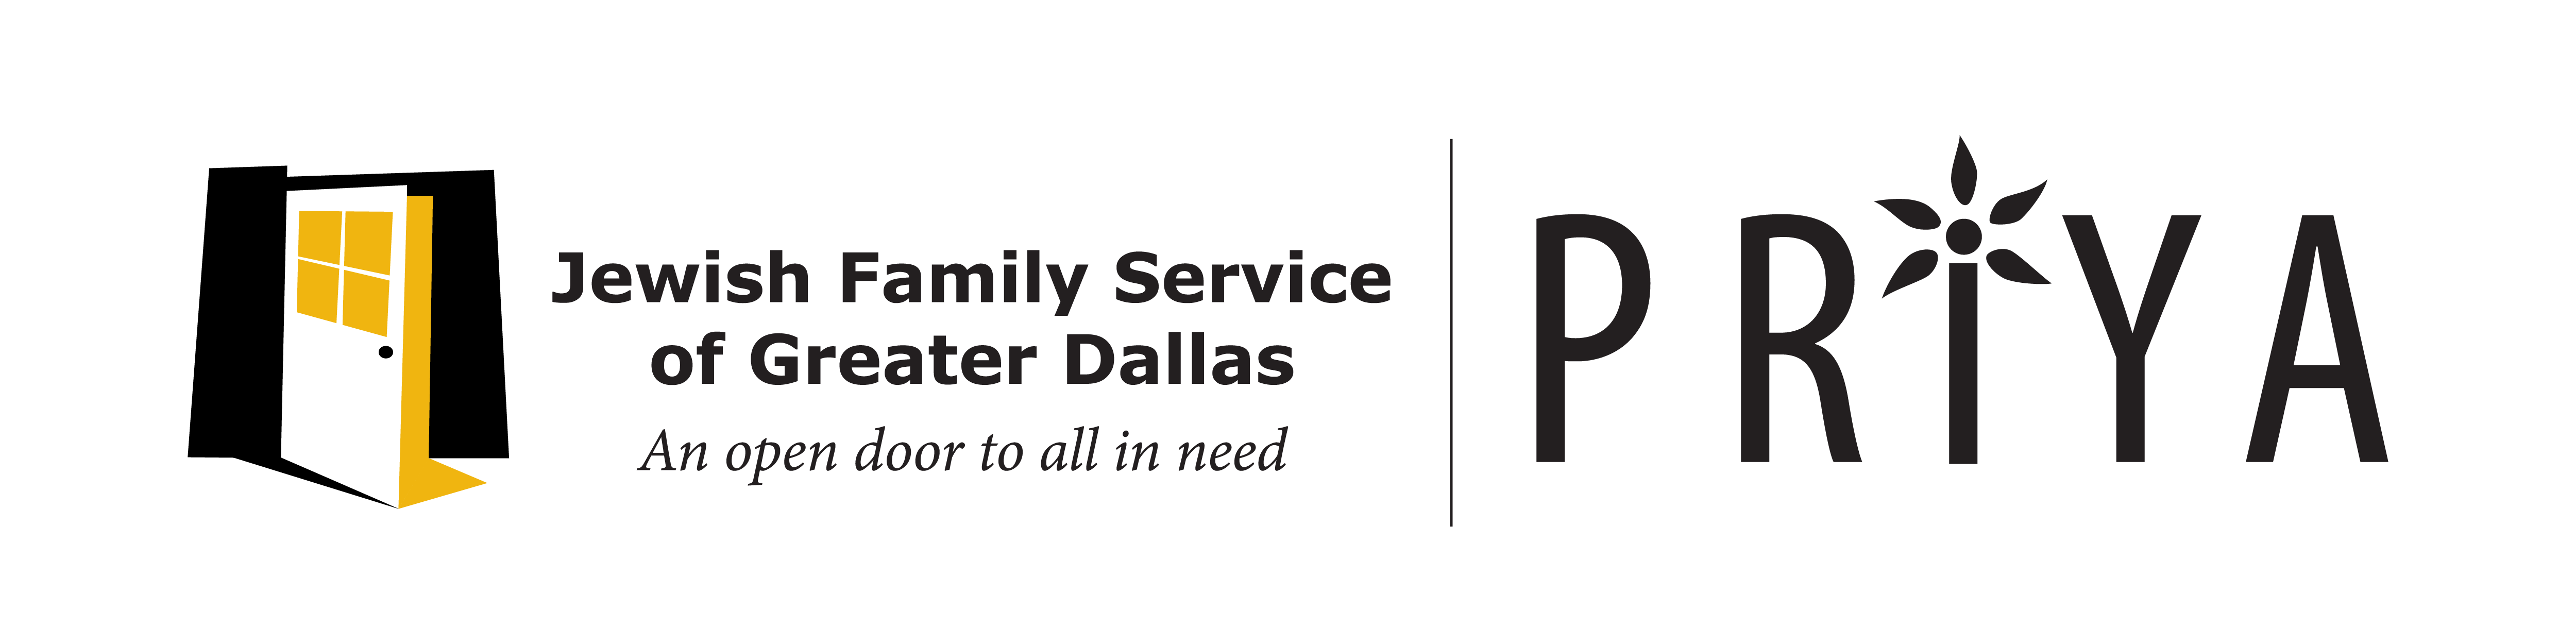 Jewish Family Service
of Greater Dallas
An open door to all in need
PRiYA